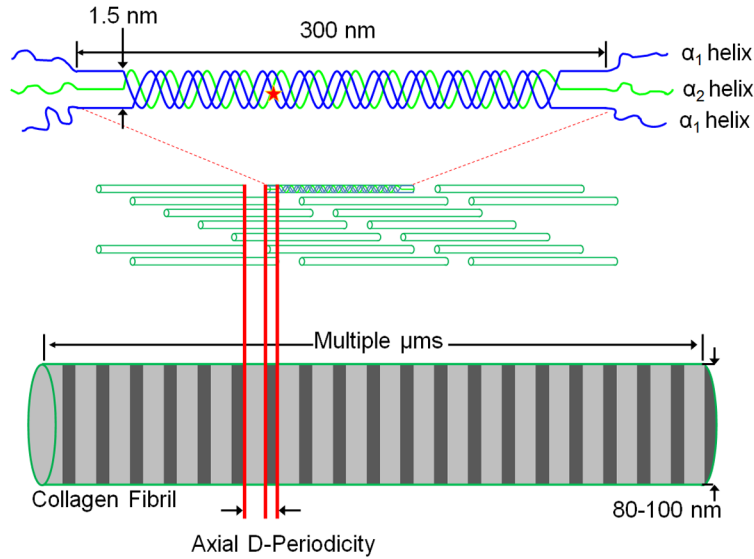 1.5 nm
300 nm
α1 helix
α2 helix
α1 helix
Multiple μms
Collagen Fibril
80-100 nm
Axial D-Periodicity